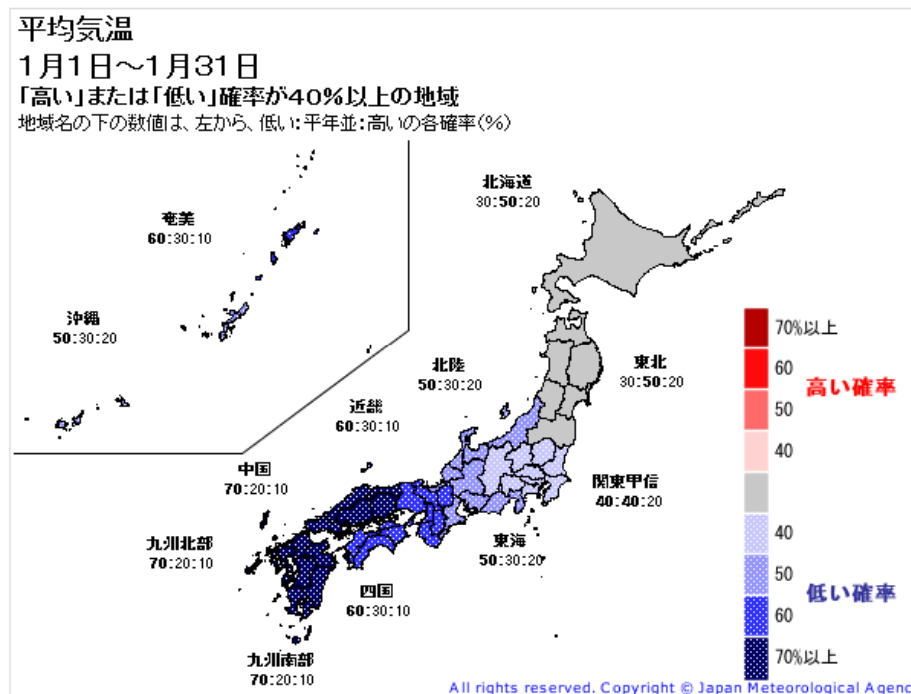 平均気温
1月1日～1月31日
「高い」または「低い」確率が40%以上の地域
地域名の下の数値は、左から、低い:平年並:高いの各確率(%)
北海道
30:50:20
奄美
60:30:10
沖縄
50:30:20
北陸
50:30:20
東北
30:50:20
近畿
60:30:10
中国
70:20:10
関東甲信
40:40:20
九州北部
70:20:10
東海
50:30:20
四国
60:30:10
九州南部
70:20:10
70%以上
60
高い確率
50
40
40
50
低い確率
60
70%以上
All rights reserved. Copyright © Japan Meteorological Agenc